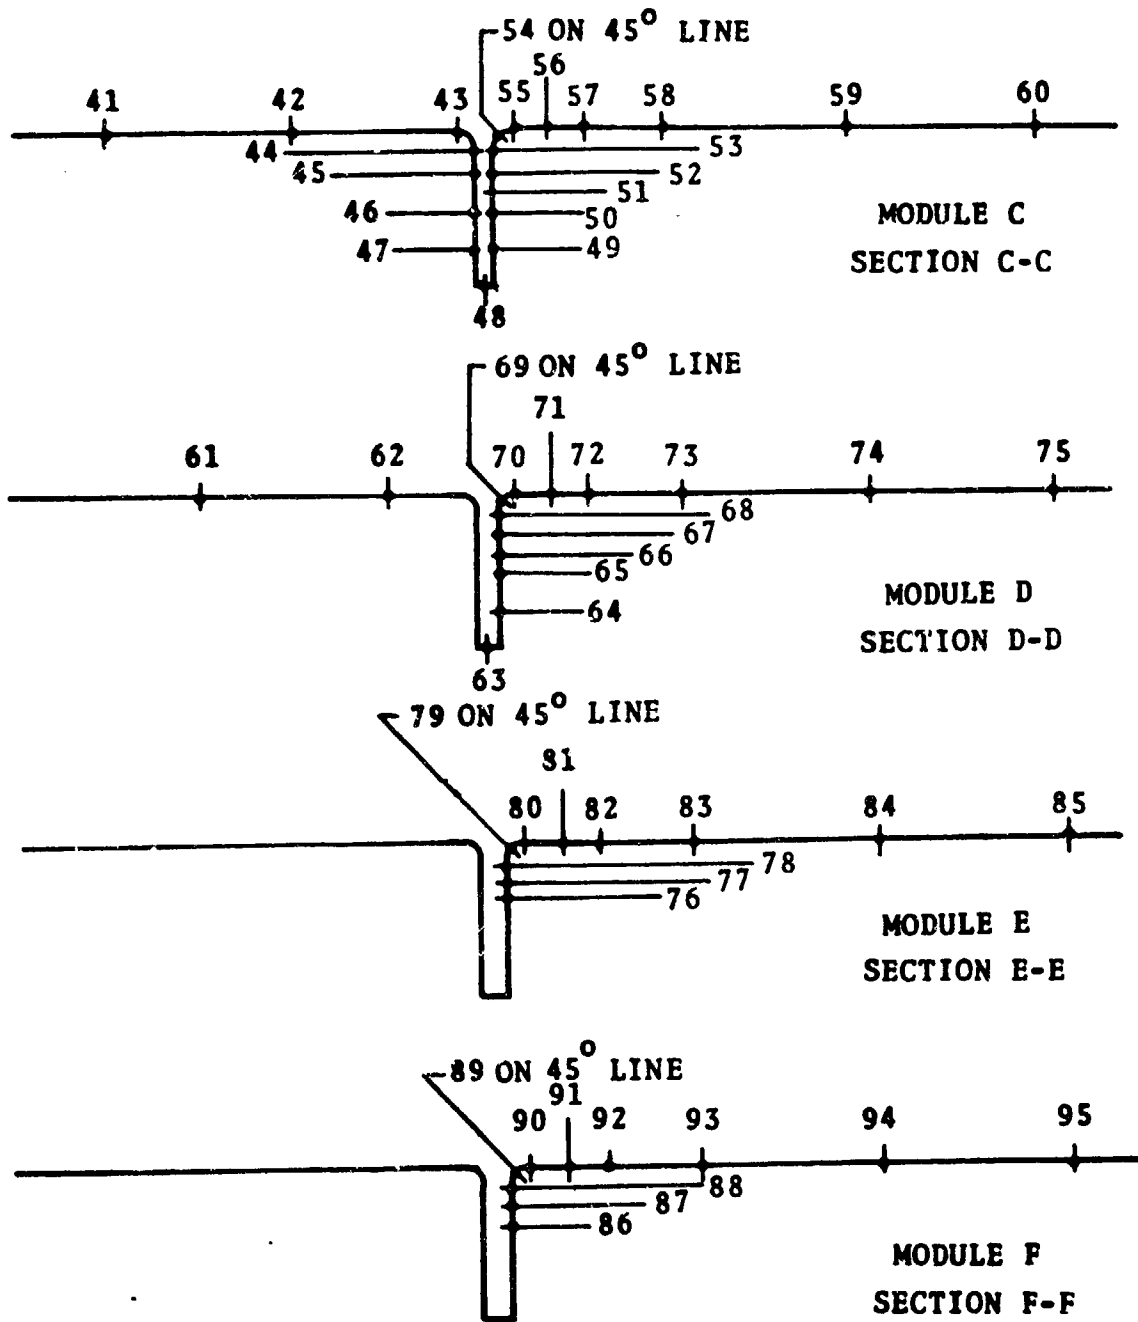 54 ON 45° LINE
56
41 42 43 55 57 58 59 60
44 53
45 52
51
46 50
47 49
48
MODULE C
SECTION C-C
69 ON 45° LINE
71
61 62 70 72 73 74 75
68
67
66
65
64
63
MODULE D
SECTION D-D
79 ON 45° LINE
81
80 82 83 84 85
78
77
76
MODULE E
SECTION E-E
89 ON 45° LINE
91
90 92 93 94 95
88
87
86
MODULE F
SECTION F-F